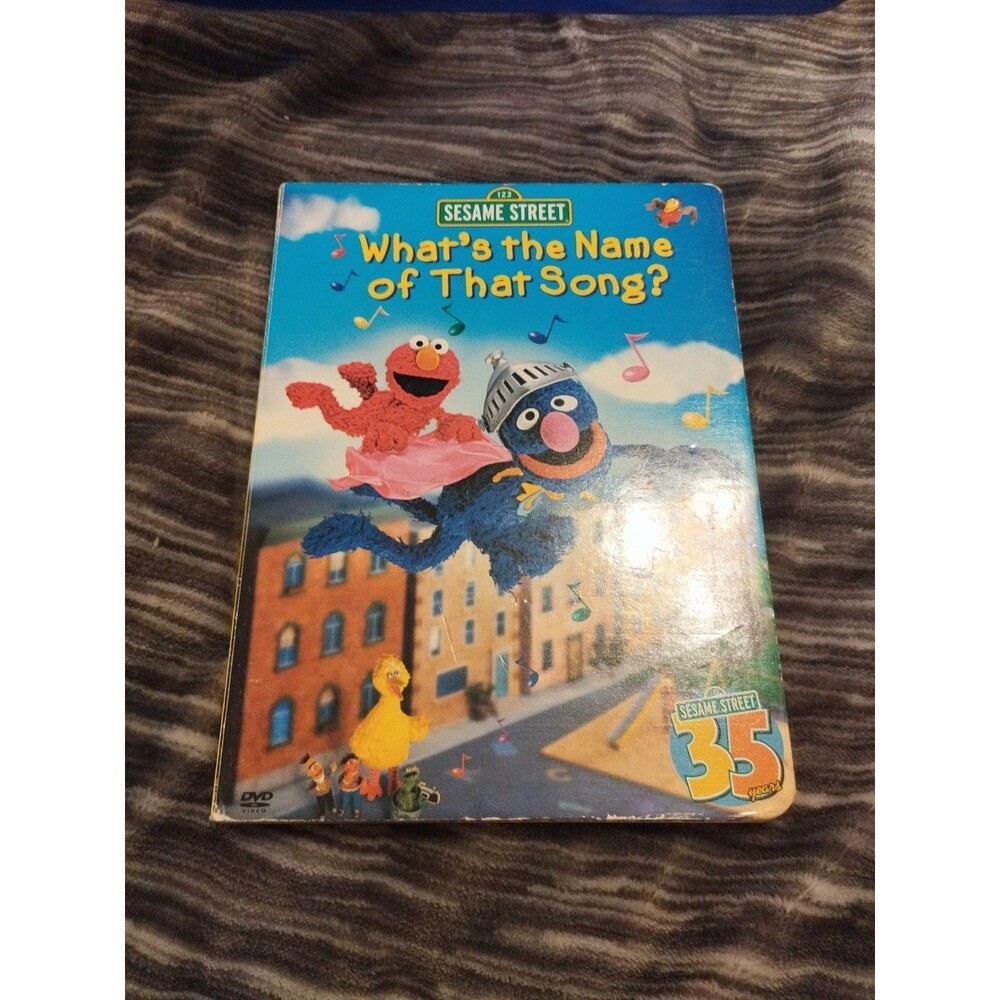 123
SESAME STREET
What's the Name
of That Song?
SESAME STREET
35
years
DVD
VIDEO